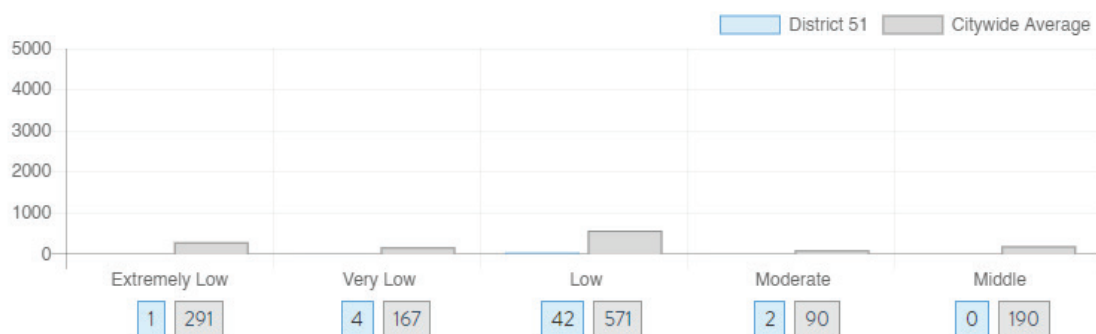 District 51 Citywide Average
5000
4000
3000
2000
1000
0
Extremely Low Very Low Low Moderate Middle
1 291 4 167 42 571 2 90 0 190